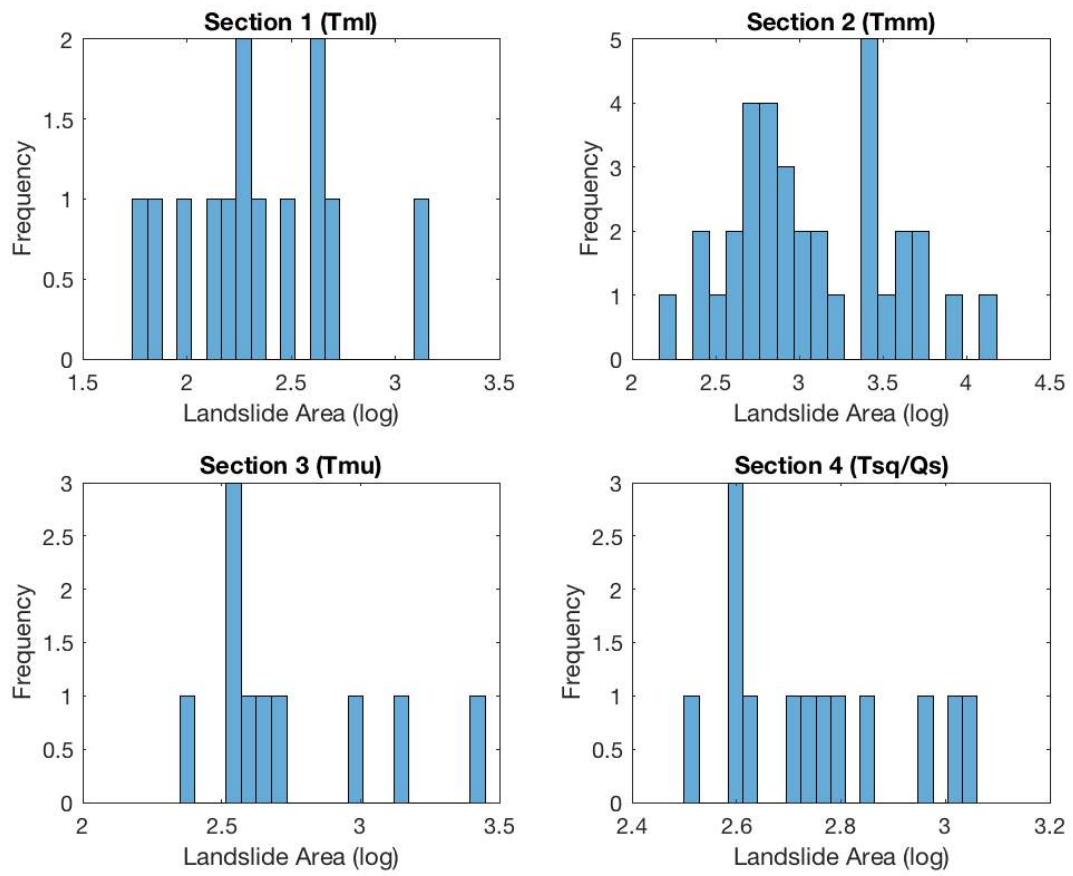 Section 1 (Tml)
2
1.5
1
0.5
0
Frequency
1.5 2 2.5 3 3.5
Landslide Area (log)
Section 2 (Tmm)
5
4
3
2
1
0
Frequency
2 2.5 3 3.5 4 4.5
Landslide Area (log)
Section 3 (Tmu)
3
2.5
2
1.5
1
0.5
0
Frequency
2 2.5 3 3.5
Landslide Area (log)
Section 4 (Tsq/Qs)
3
2.5
2
1.5
1
0.5
0
Frequency
2.4 2.6 2.8 3 3.2
Landslide Area (log)